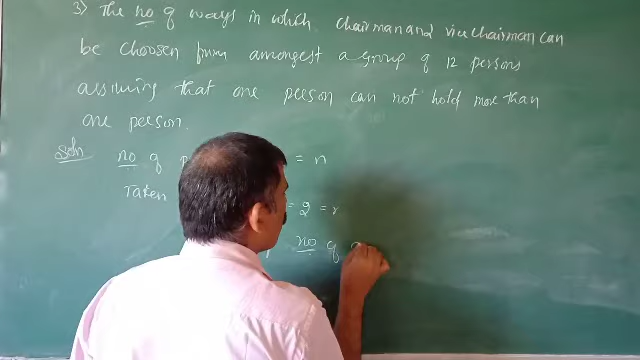 3) The no of ways in which chairman and vice chairman can
be choosen from amongest a group of 12 persons
assuming that one person can not hold more than
one person.
Soln no of = n
Taken = 2 = r
no of